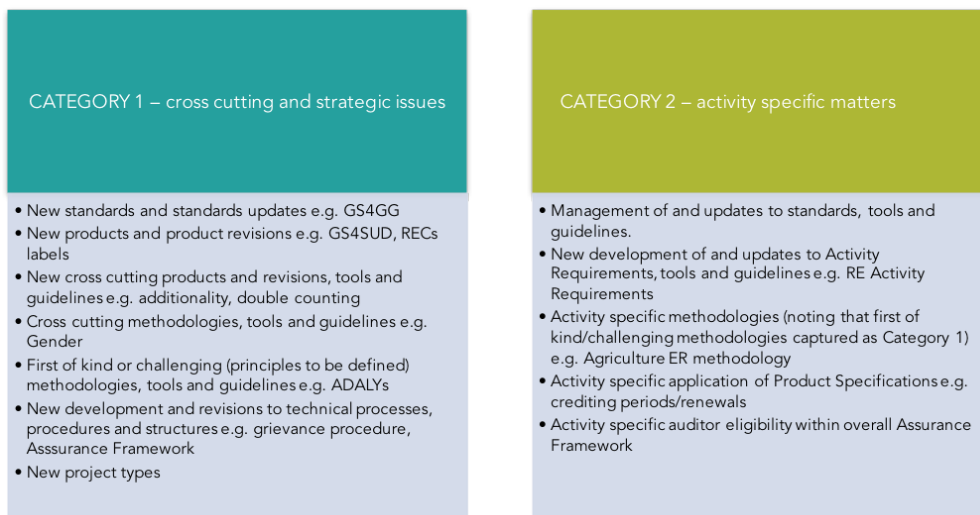 CATEGORY 1 – cross cutting and strategic issues
• New standards and standards updates e.g. GS4GG
• New products and product revisions e.g. GS4SUD, RECs
labels
• New cross cutting products and revisions, tools and
guidelines e.g. additionality, double counting
• Cross cutting methodologies, tools and guidelines e.g.
Gender
• First of kind or challenging (principles to be defined)
methodologies, tools and guidelines e.g. ADALYs
• New development and revisions to technical processes,
procedures and structures e.g. grievance procedure,
Asssurance Framework
• New project types
CATEGORY 2 – activity specific matters
• Management of and updates to standards, tools and
guidelines.
• New development of and updates to Activity
Requirements, tools and guidelines e.g. RE Activity
Requirements
• Activity specific methodologies (noting that first of
kind/challenging methodologies captured as Category 1)
e.g. Agriculture ER methodology
• Activity specific application of Product Specifications e.g.
crediting periods/renewals
• Activity specific auditor eligibility within overall Assurance
Framework